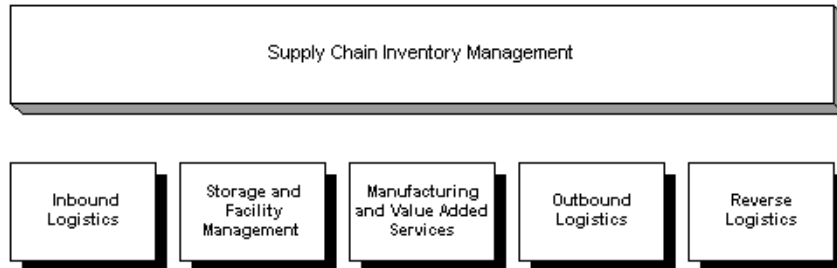 Supply Chain Inventory Management
Inbound
Logistics
Storage and
Facility
Management
Manufacturing
and Value Added
Services
Outbound
Logistics
Reverse
Logistics